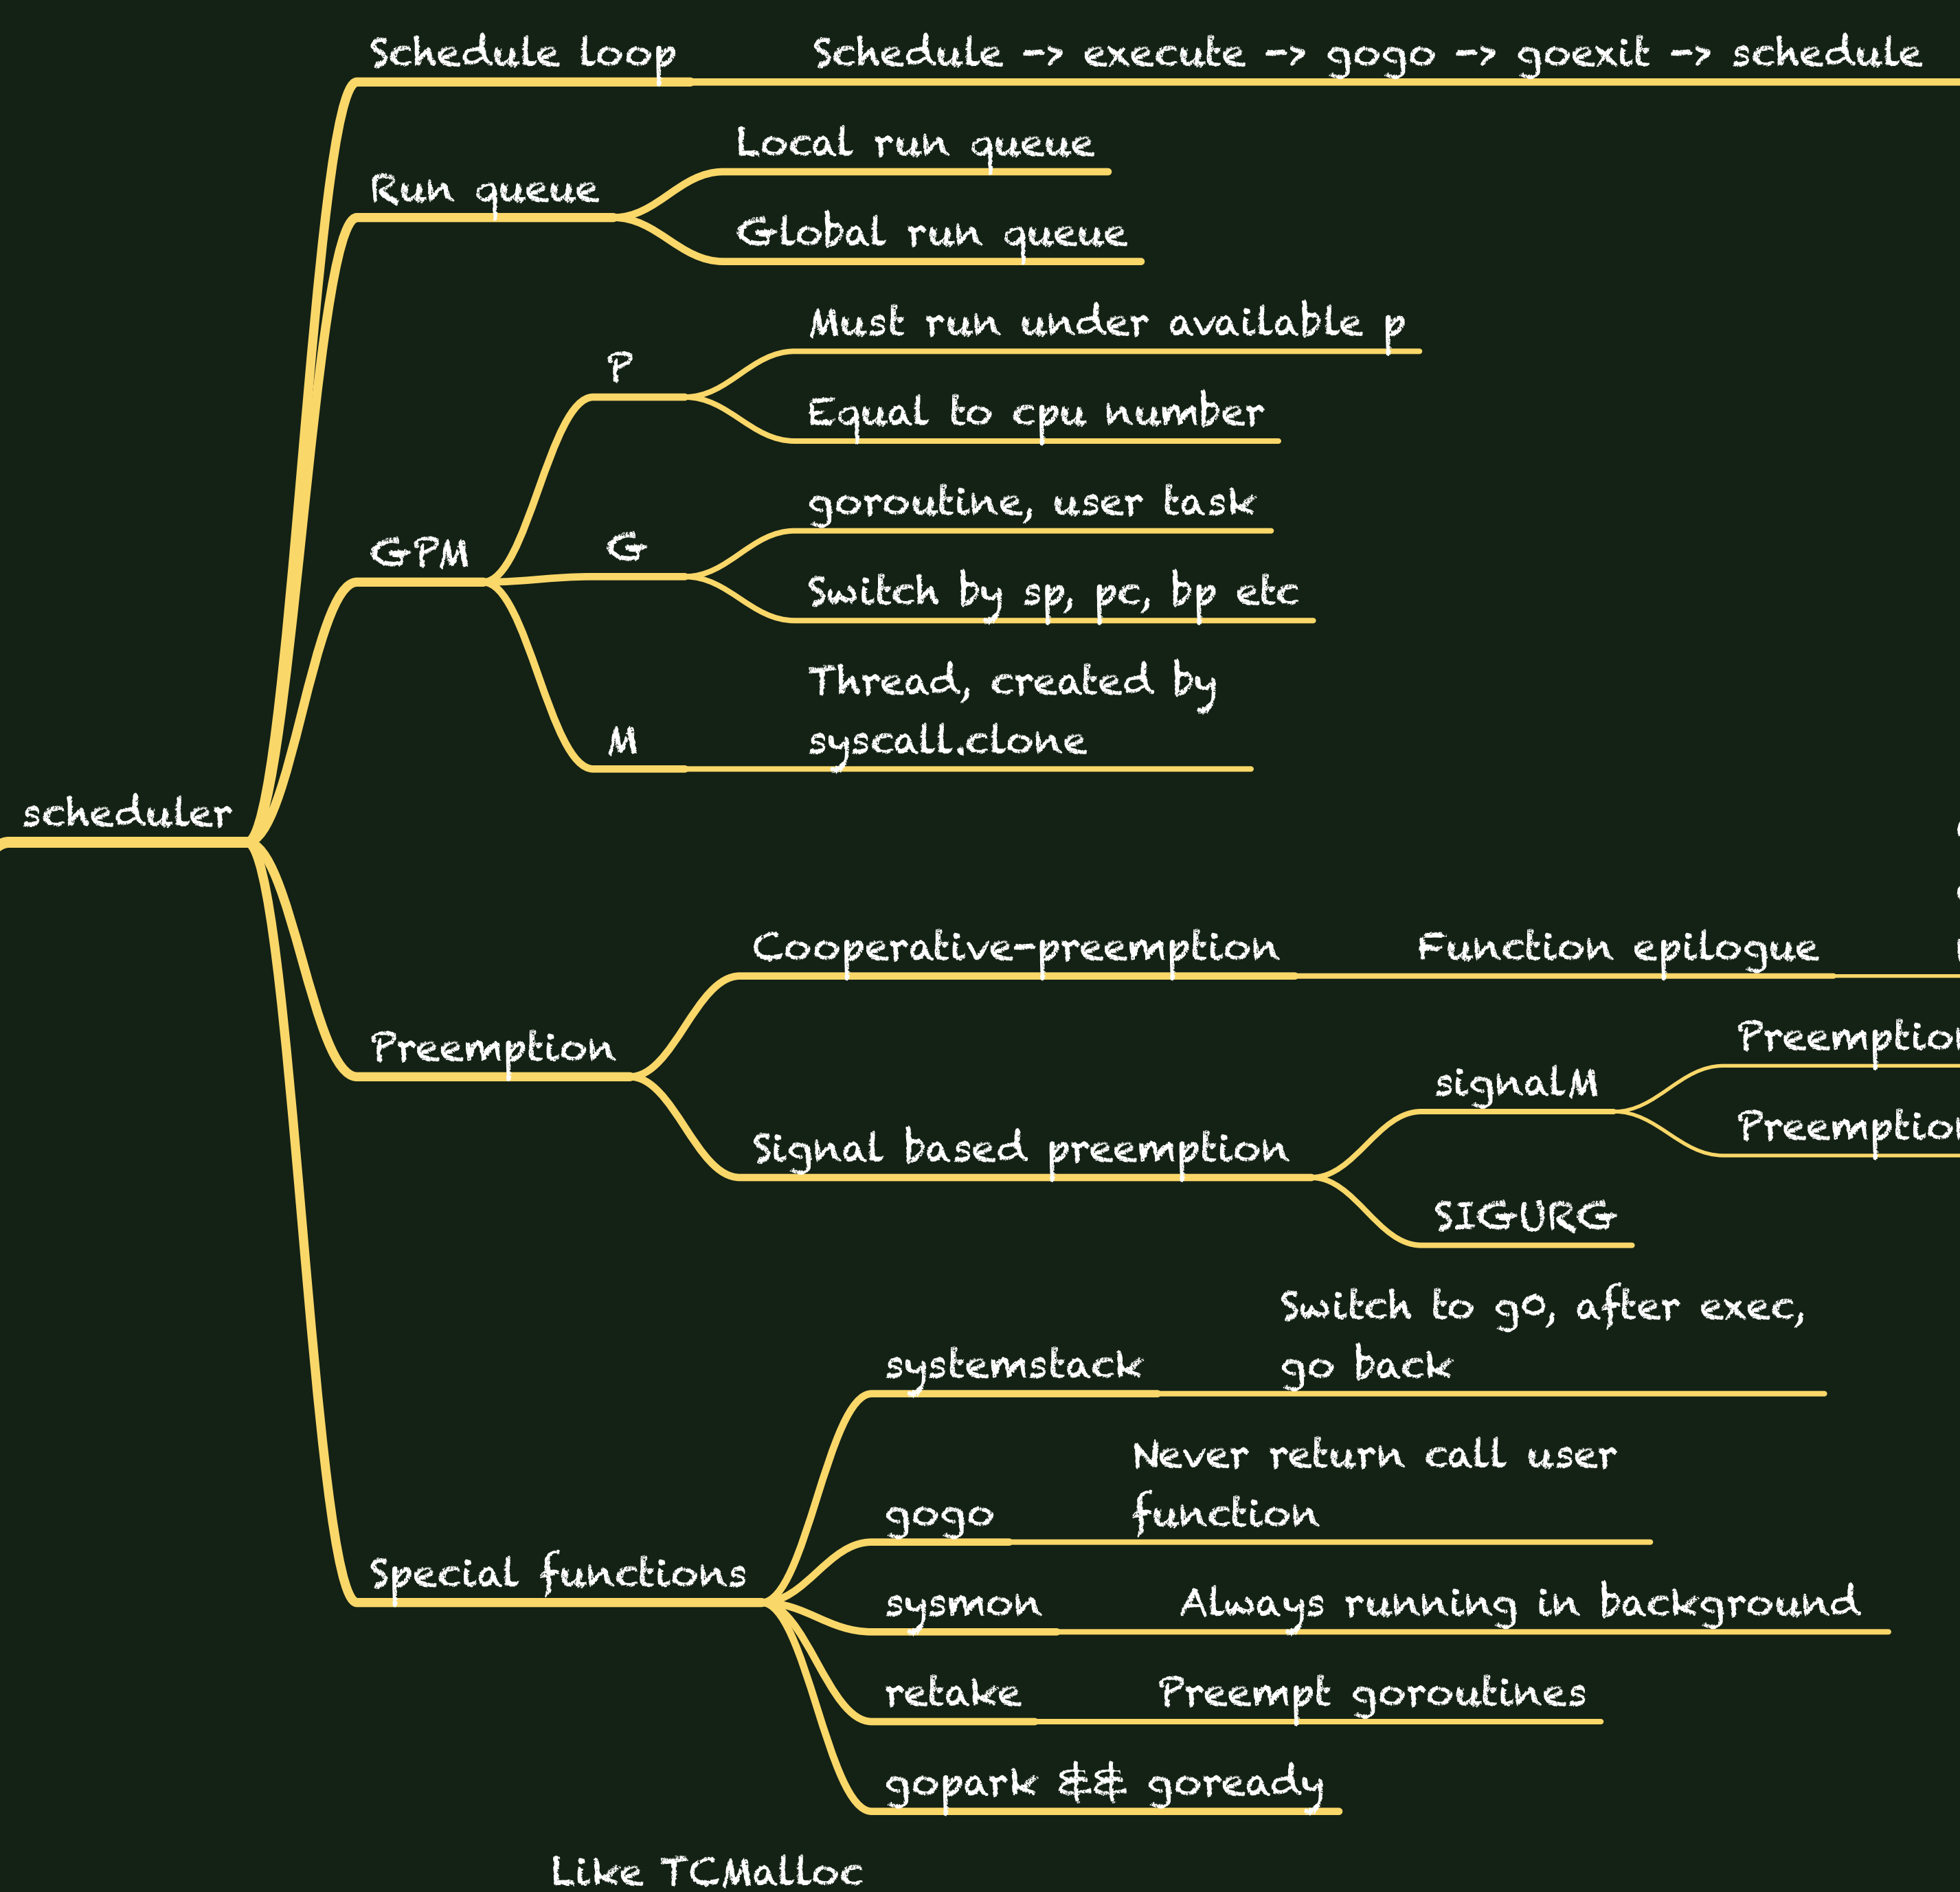 Schedule loop
Schedule -> execute -> gogo -> goexit -> schedule
Run queue
Local run queue
Global run queue
GPM
P
Must run under available p
Equal to cpu number
G
goroutine, user task
Switch by sp, pc, bp etc
M
Thread, created by
syscall.clone
scheduler
Preemption
Cooperative-preemption
Function epilogue
Signal based preemption
signalM
Preemption
Preemption
SIGURG
Special functions
systemstack
Switch to g0, after exec,
go back
gogo
Never return call user
function
sysmon
Always running in background
retake
Preempt goroutines
gopark && goready
Like TCMalloc